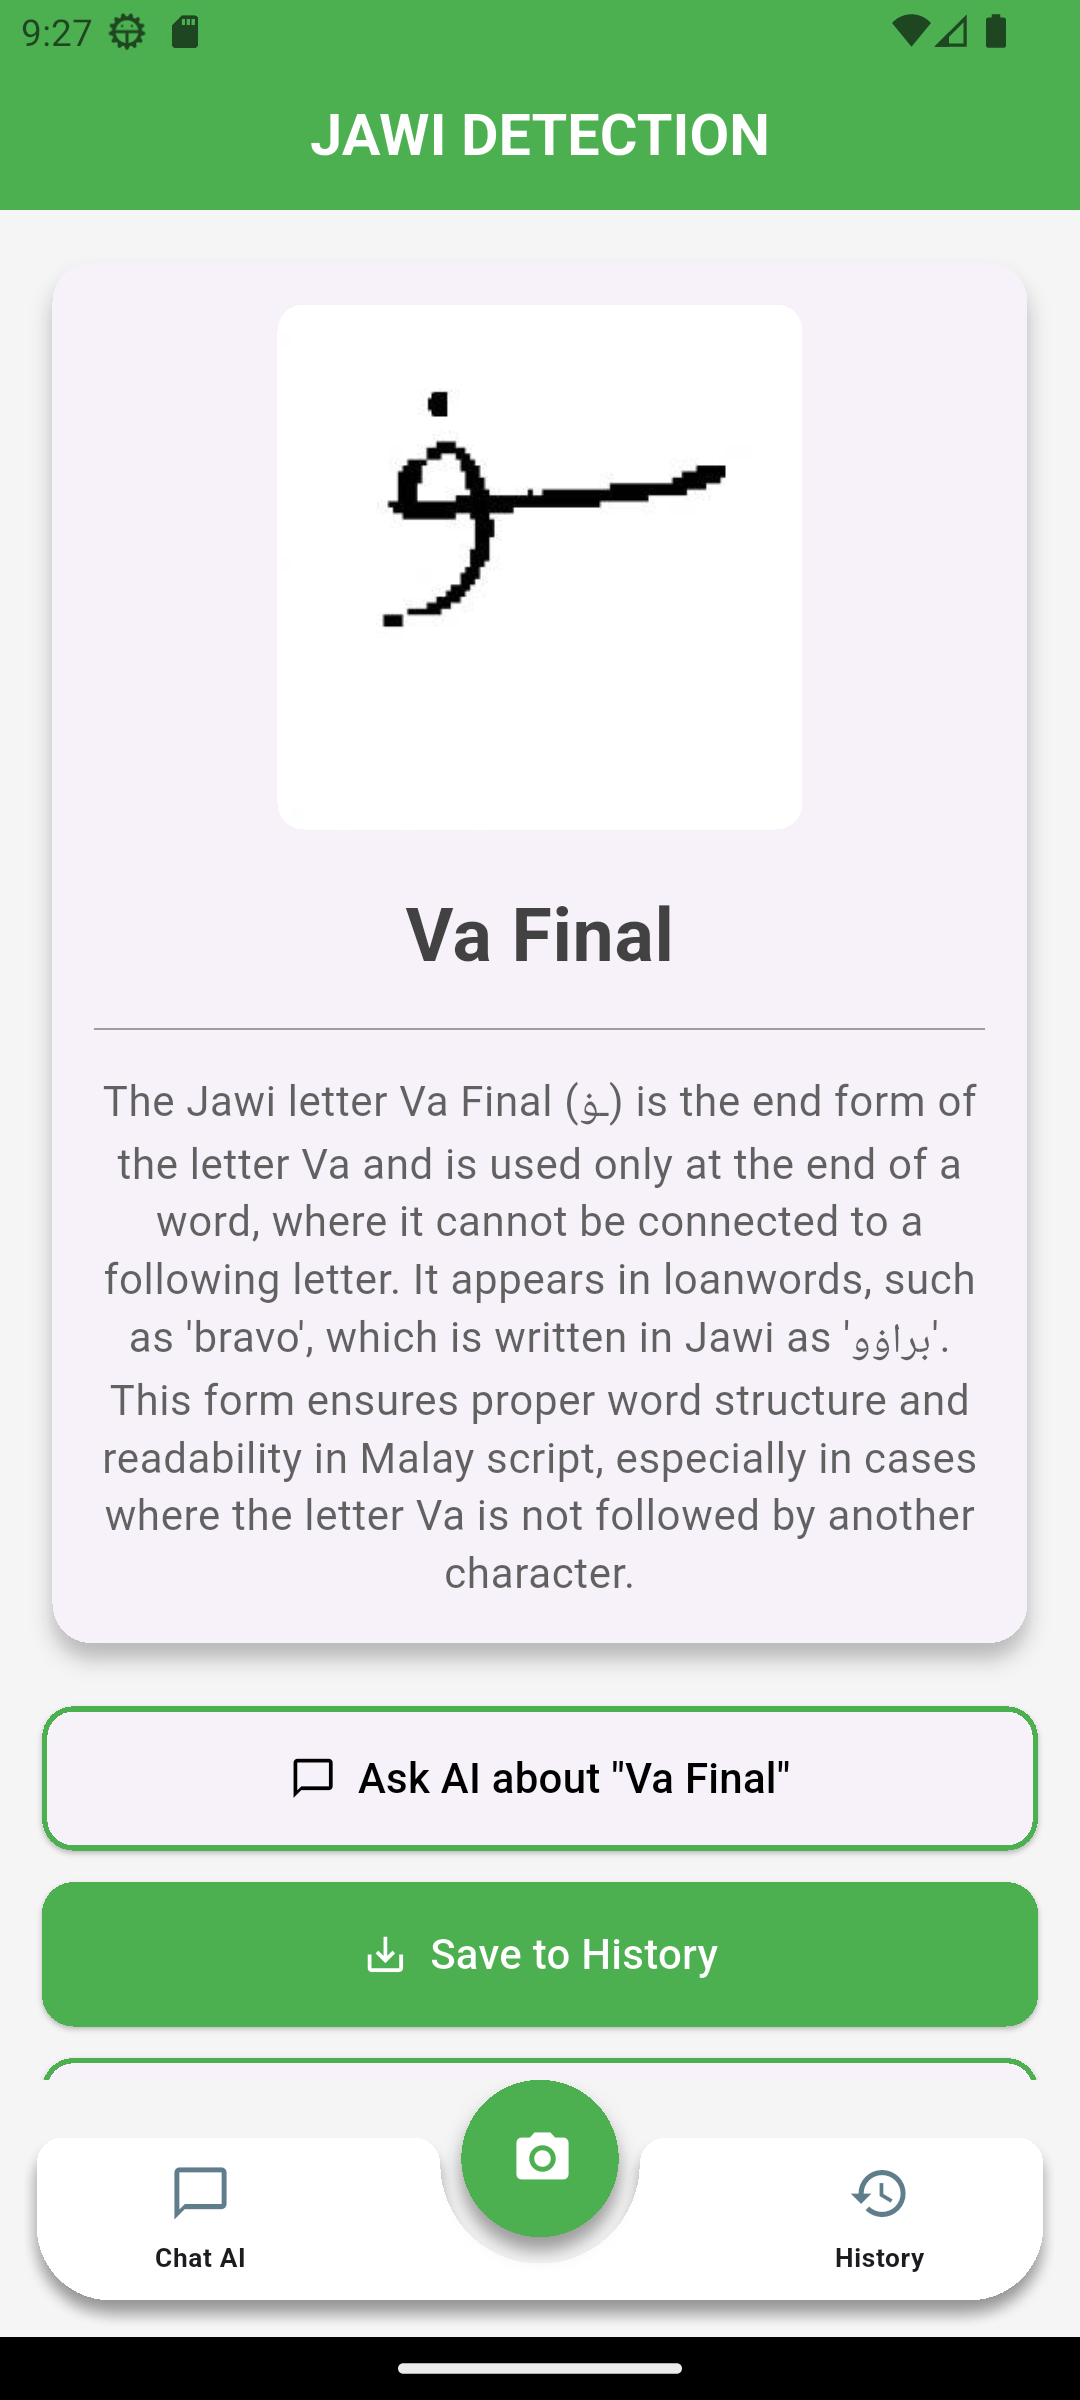 9:27
JAWI DETECTION
ـۏ
Va Final
The Jawi letter Va Final (ـۏ) is the end form of
the letter Va and is used only at the end of a
word, where it cannot be connected to a
following letter. It appears in loanwords, such
as 'bravo', which is written in Jawi as 'براۏو'.
This form ensures proper word structure and
readability in Malay script, especially in cases
where the letter Va is not followed by another
character.
Ask AI about "Va Final"
Save to History
Chat AI
History